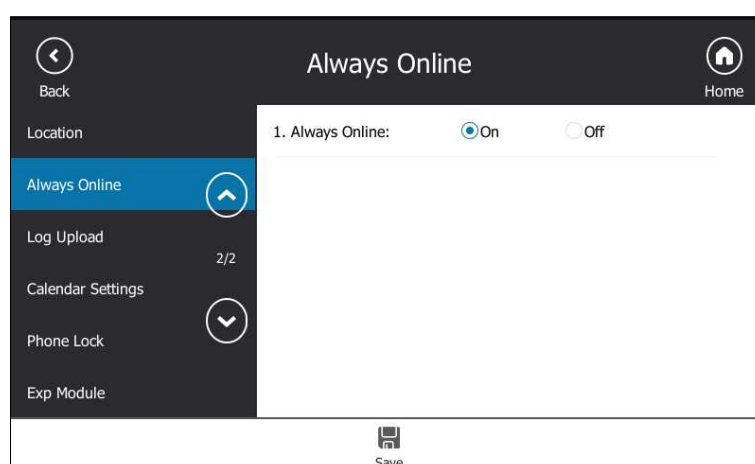 Always Online
Back
Home
Location
1. Always Online: On Off
Always Online
Log Upload
2/2
Calendar Settings
Phone Lock
Exp Module
Save